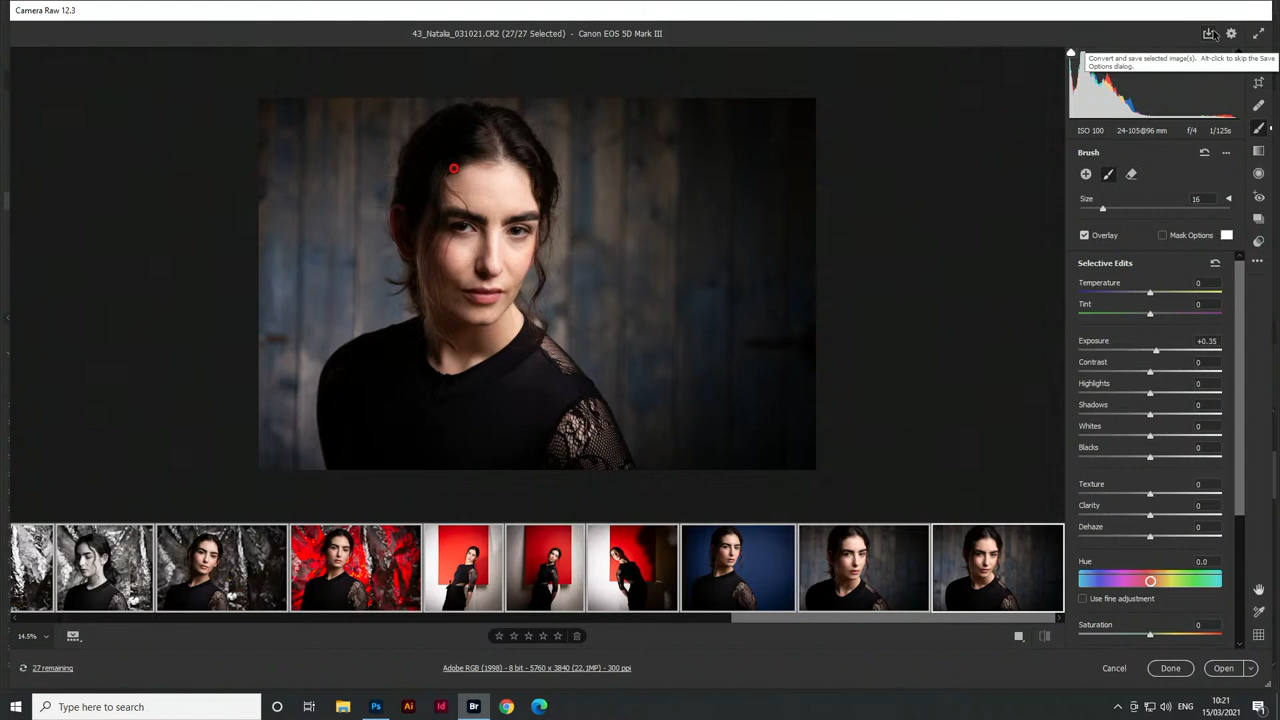 Camera Raw 12.3
43_Natalia_031021.CR2 (27/27 Selected) - Canon EOS 5D Mark III
Convert and save selected image(s). Alt-click to skip the Save
Options dialog.
ISO 100 24-105@96 mm f/4 1/125s
Brush
Size 16
Overlay Mask Options
Selective Edits
Temperature 0
Tint 0
Exposure +0.35
Contrast 0
Highlights 0
Shadows 0
Whites 0
Blacks 0
Texture 0
Clarity 0
Dehaze 0
Hue 0.0
Use fine adjustment
Saturation 0
14.5%
27 remaining
Adobe RGB (1998) - 8 bit - 5760 x 3840 (22.1MP) - 300 ppi
Cancel Done Open
Type here to search
Ps Ai Id Br
ENG
10:21
15/03/2021
1